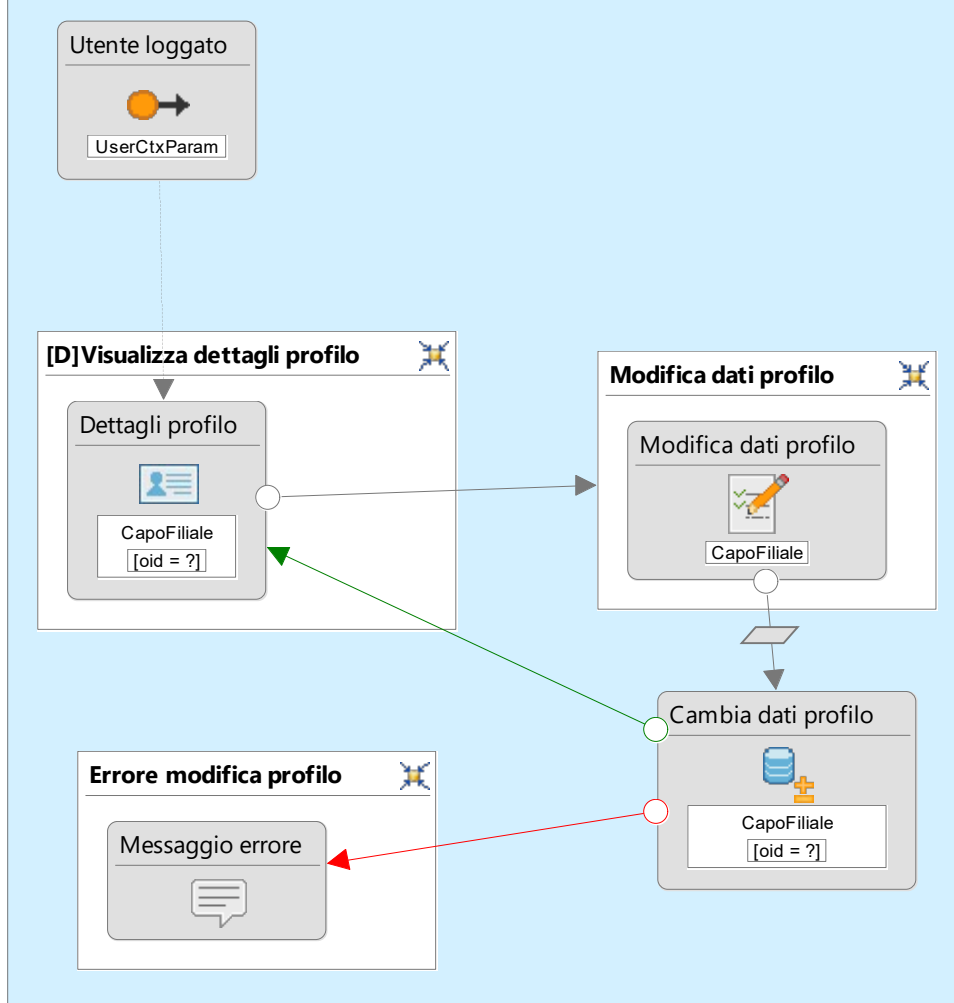 Utente loggato
UserCtxParam
[D]Visualizza dettagli profilo
Dettagli profilo
CapoFiliale
[oid = ?]
Modifica dati profilo
Modifica dati profilo
CapoFiliale
Cambia dati profilo
CapoFiliale
[oid = ?]
Errore modifica profilo
Messaggio errore